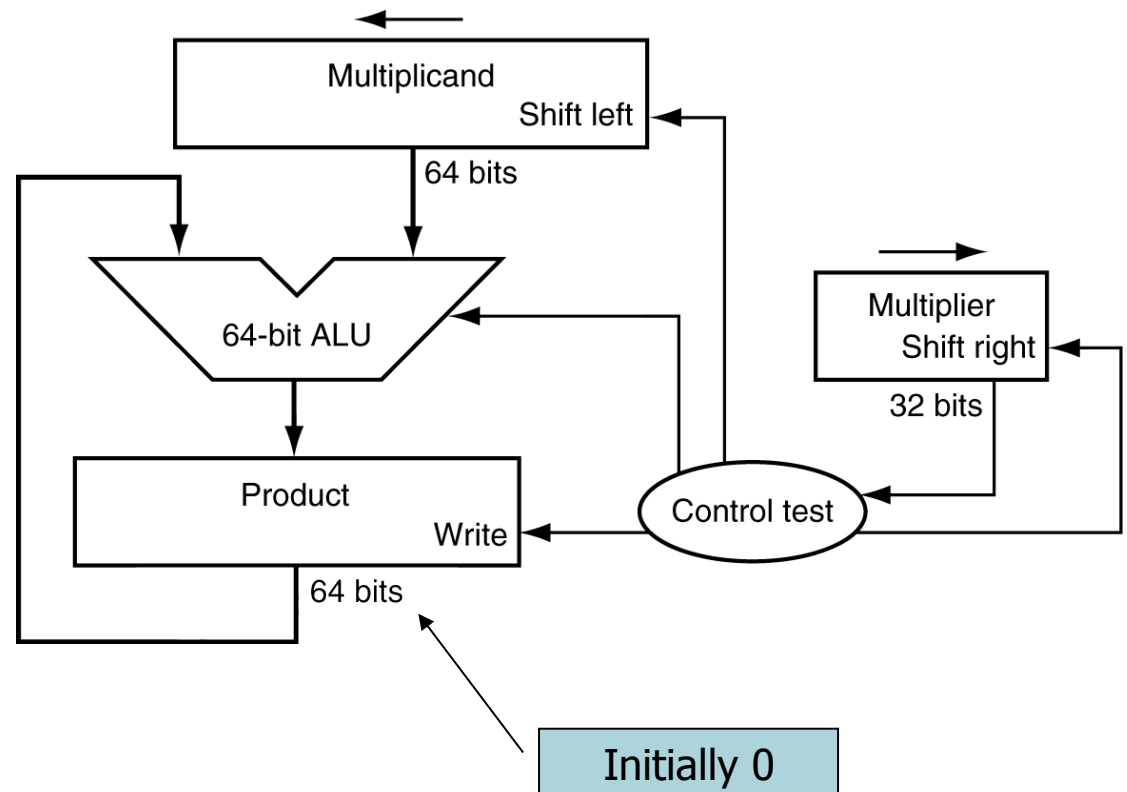 Multiplicand
Shift left
64 bits
64-bit ALU
Multiplier
Shift right
32 bits
Product
Write
Control test
64 bits
Initially 0